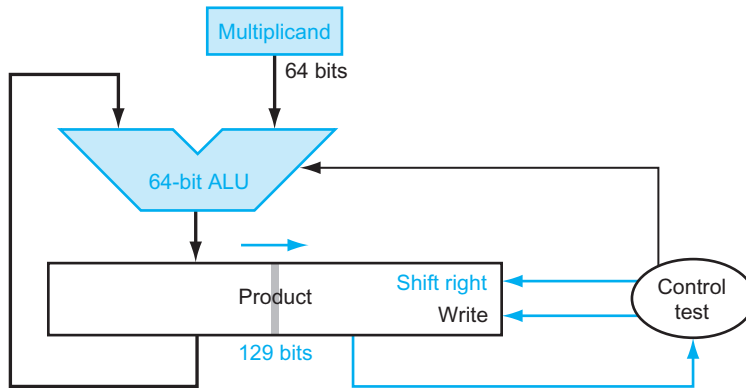 Multiplicand
64 bits
64-bit ALU
Product
Shift right
Write
Control
test
129 bits